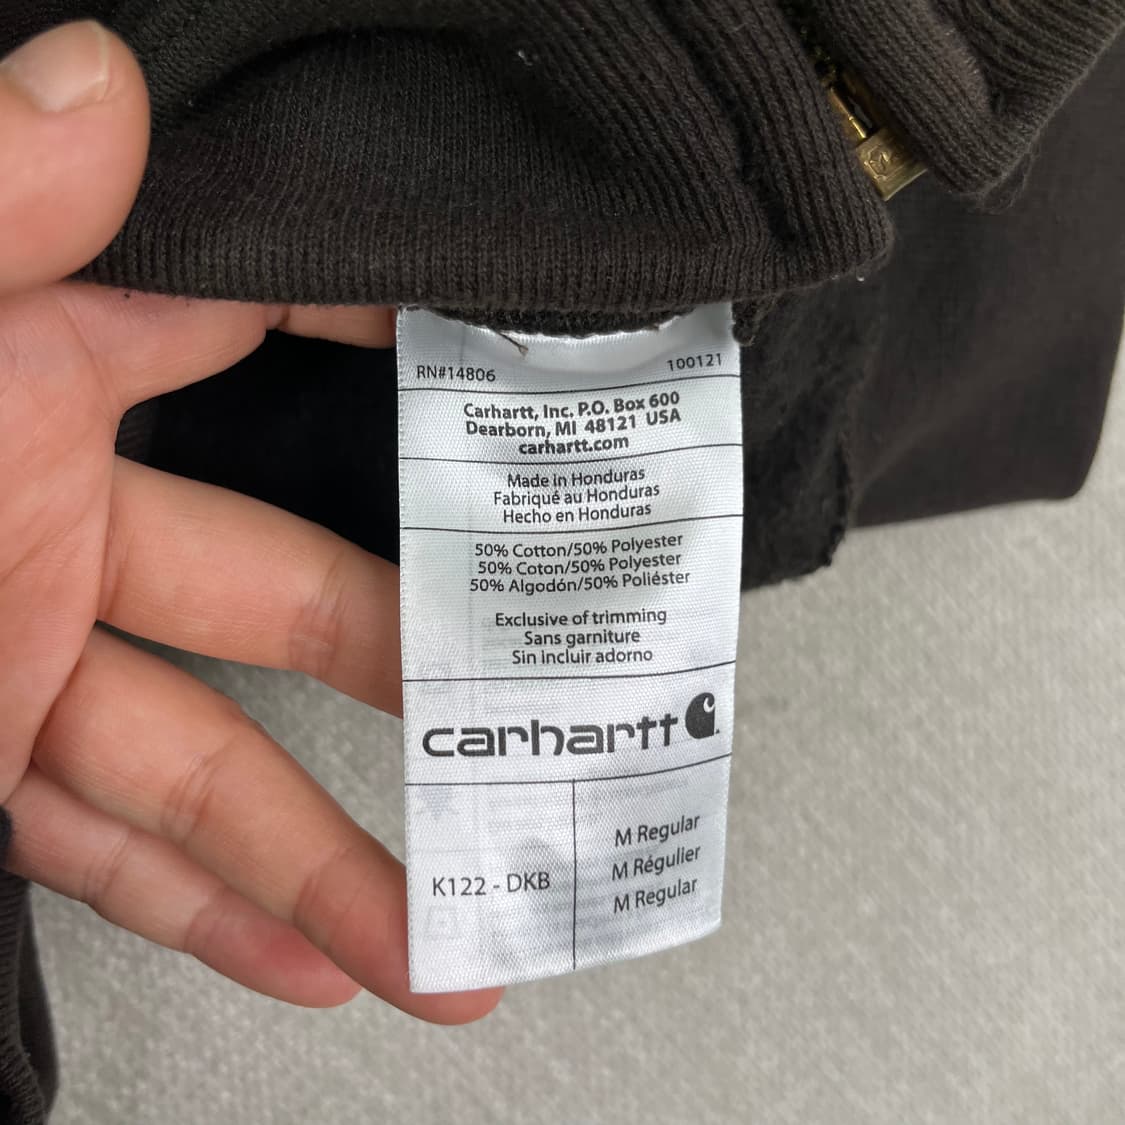 RN#14806 100121
Carhartt, Inc. P.O. Box 600
Dearborn, MI 48121 USA
carhartt.com
Made in Honduras
Fabriqué au Honduras
Hecho en Honduras
50% Cotton/50% Polyester
50% Coton/50% Polyester
50% Algodón/50% Poliéster
Exclusive of trimming
Sans garniture
Sin incluir adorno
carhartt
K122 - DKB
M Regular
M Régulier
M Regular